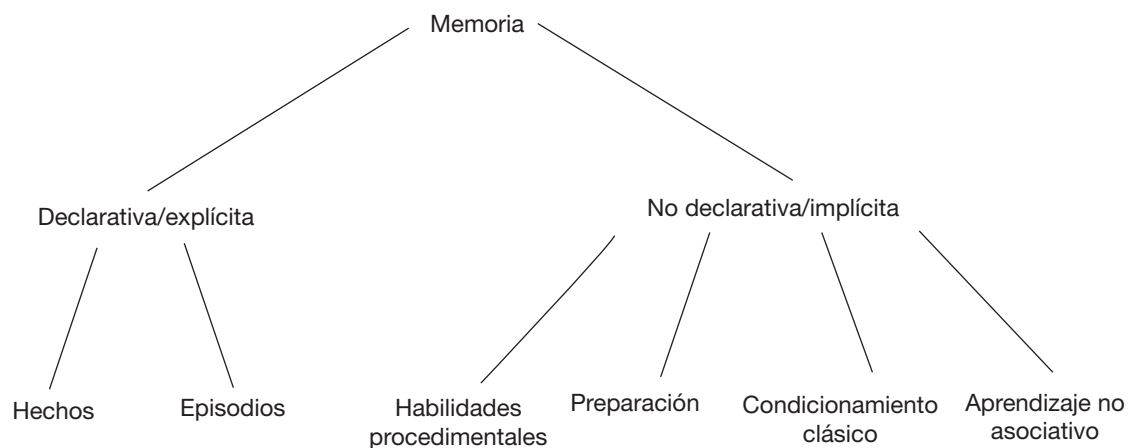 Memoria
Declarativa/explícita
No declarativa/implícita
Hechos
Episodios
Habilidades
procedimentales
Preparación
Condicionamiento
clásico
Aprendizaje no
asociativo